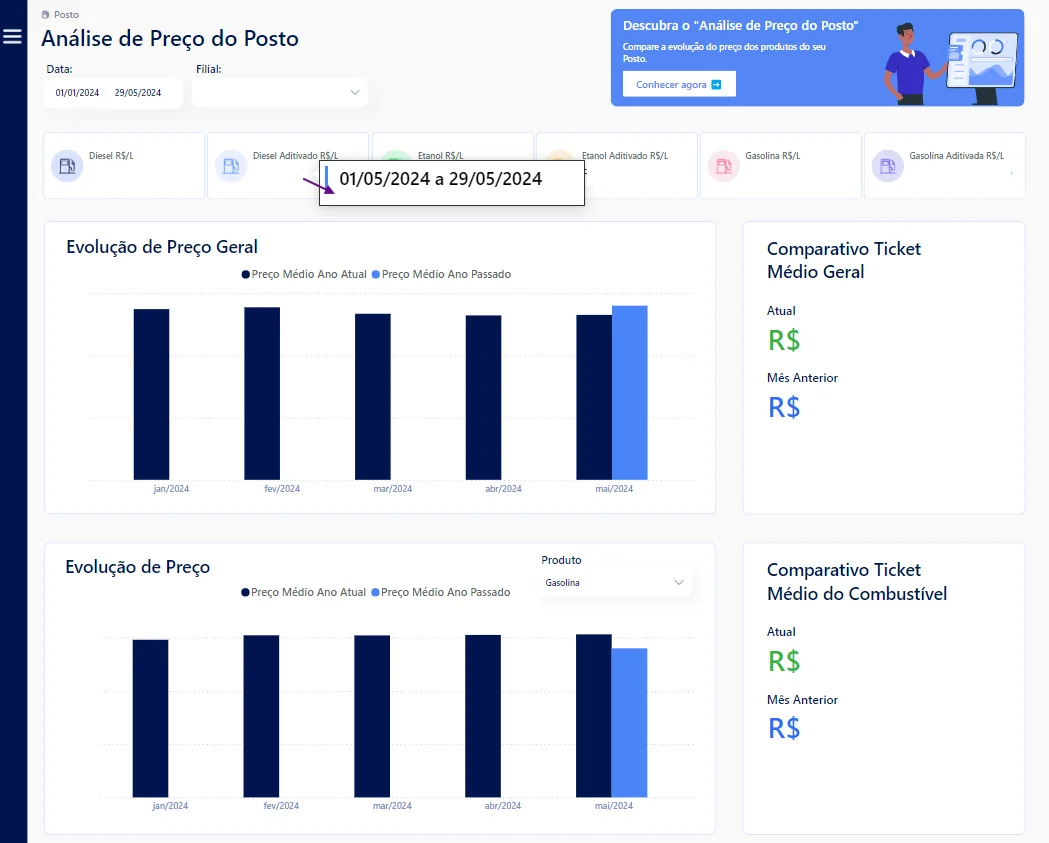 Posto
Análise de Preço do Posto
Data:
Filial:
01/01/2024
29/05/2024
Descubra o "Análise de Preço do Posto"
Compare a evolução do preço dos produtos do seu
Posto.
Conhecer agora
Diesel R$/L
Diesel Aditivado R$/L
Etanol R$/L
Etanol Aditivado R$/L
Gasolina R$/L
Gasolina Aditivada R$/L
01/05/2024 a 29/05/2024
Evolução de Preço Geral
Preço Médio Ano Atual
Preço Médio Ano Passado
jan/2024
fev/2024
mar/2024
abr/2024
mai/2024
Comparativo Ticket
Médio Geral
Atual
R$
Mês Anterior
R$
Evolução de Preço
Produto
Gasolina
Preço Médio Ano Atual
Preço Médio Ano Passado
jan/2024
fev/2024
mar/2024
abr/2024
mai/2024
Comparativo Ticket
Médio do Combustível
Atual
R$
Mês Anterior
R$